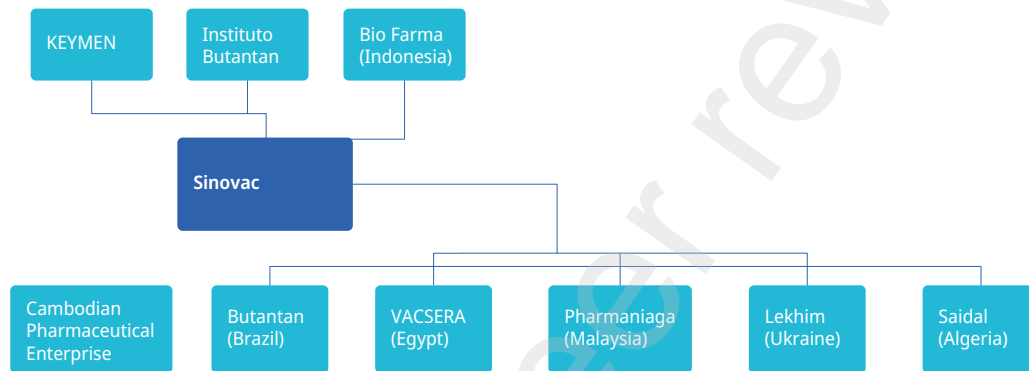 KEYMEN
Instituto
Butantan
Bio Farma
(Indonesia)
Sinovac
Cambodian
Pharmaceutical
Enterprise
Butantan
(Brazil)
VACSERA
(Egypt)
Pharmaniaga
(Malaysia)
Lekhim
(Ukraine)
Saidal
(Algeria)